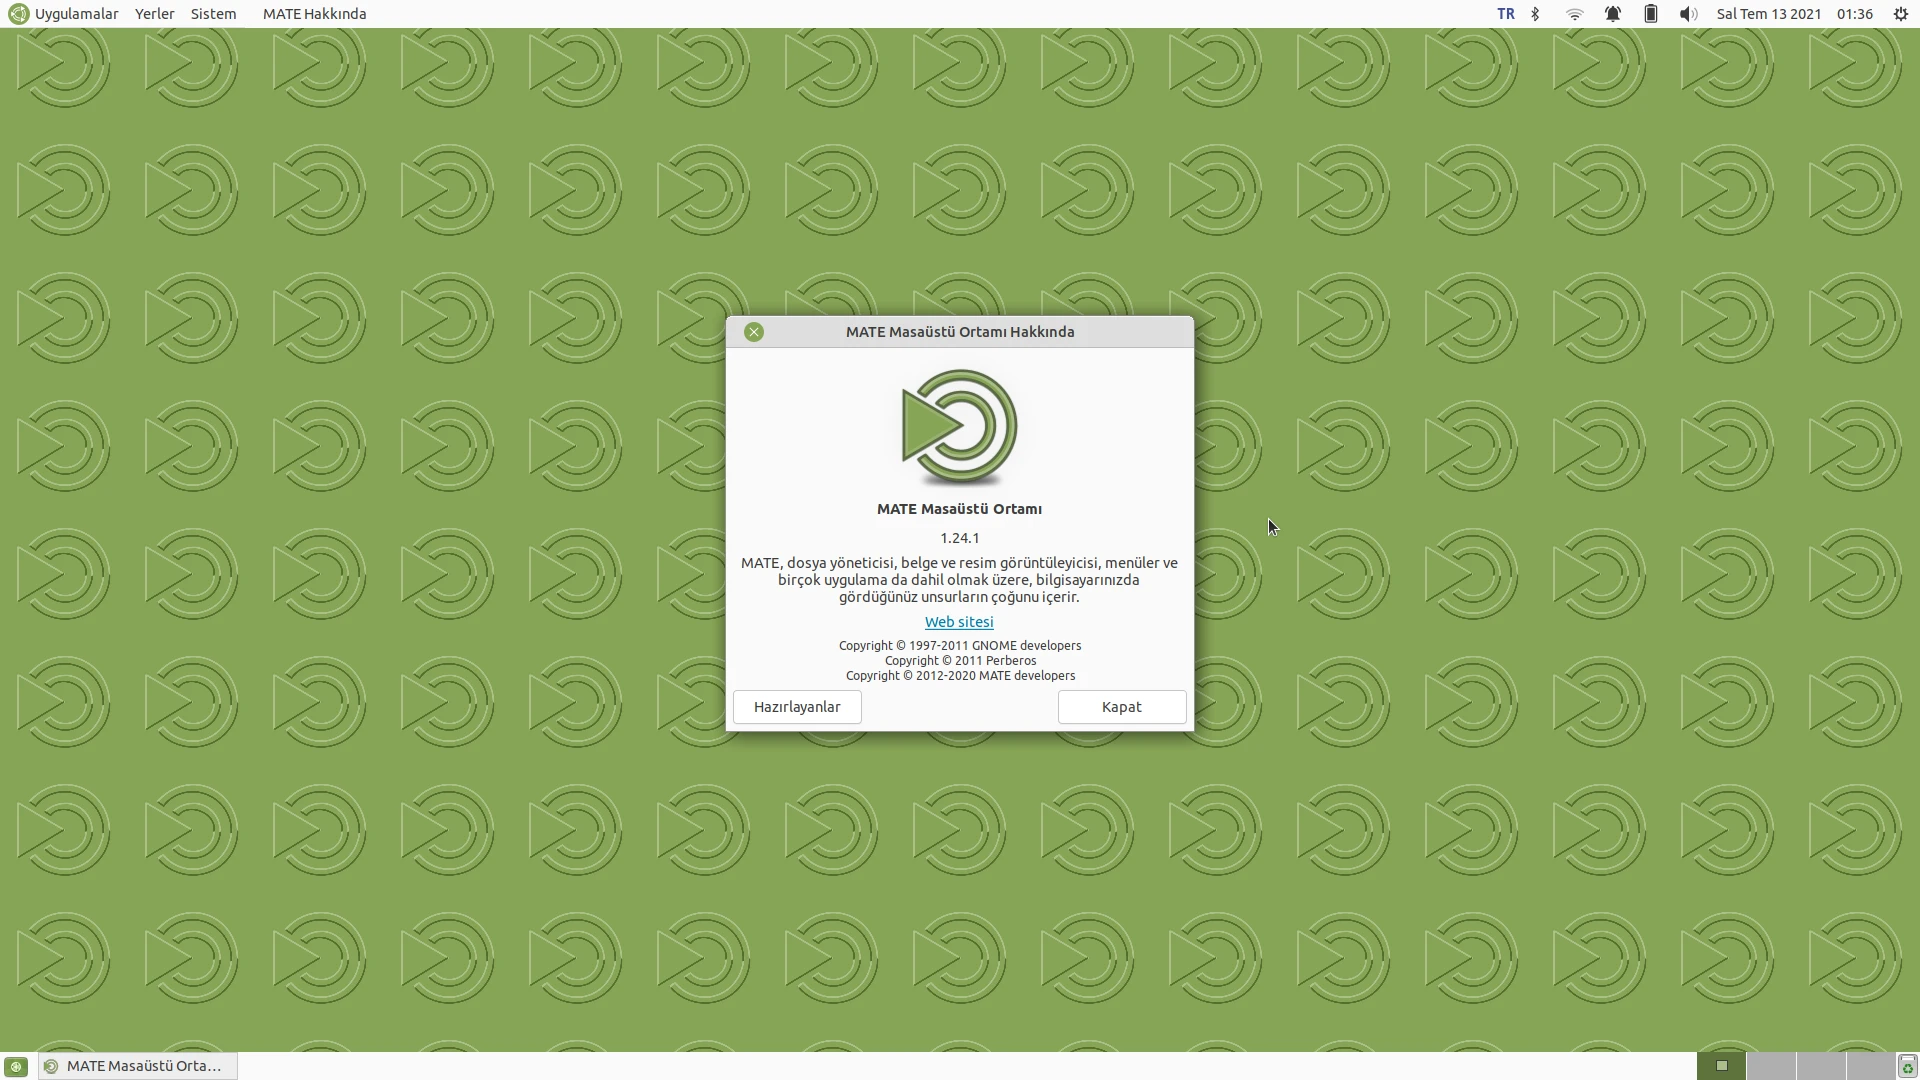 Uygulamalar Yerler Sistem MATE Hakkında TR Sal Tem 13 2021 01:36
MATE Masaüstü Ortamı Hakkında
MATE Masaüstü Ortamı
1.24.1
MATE, dosya yöneticisi, belge ve resim görüntüleyicisi, menüler ve
birçok uygulama da dahil olmak üzere, bilgisayarınızda
gördüğünüz unsurların çoğunu içerir.
Web sitesi
Copyright © 1997-2011 GNOME developers
Copyright © 2011 Perberos
Copyright © 2012-2020 MATE developers
Hazırlayanlar Kapat
MATE Masaüstü Orta...